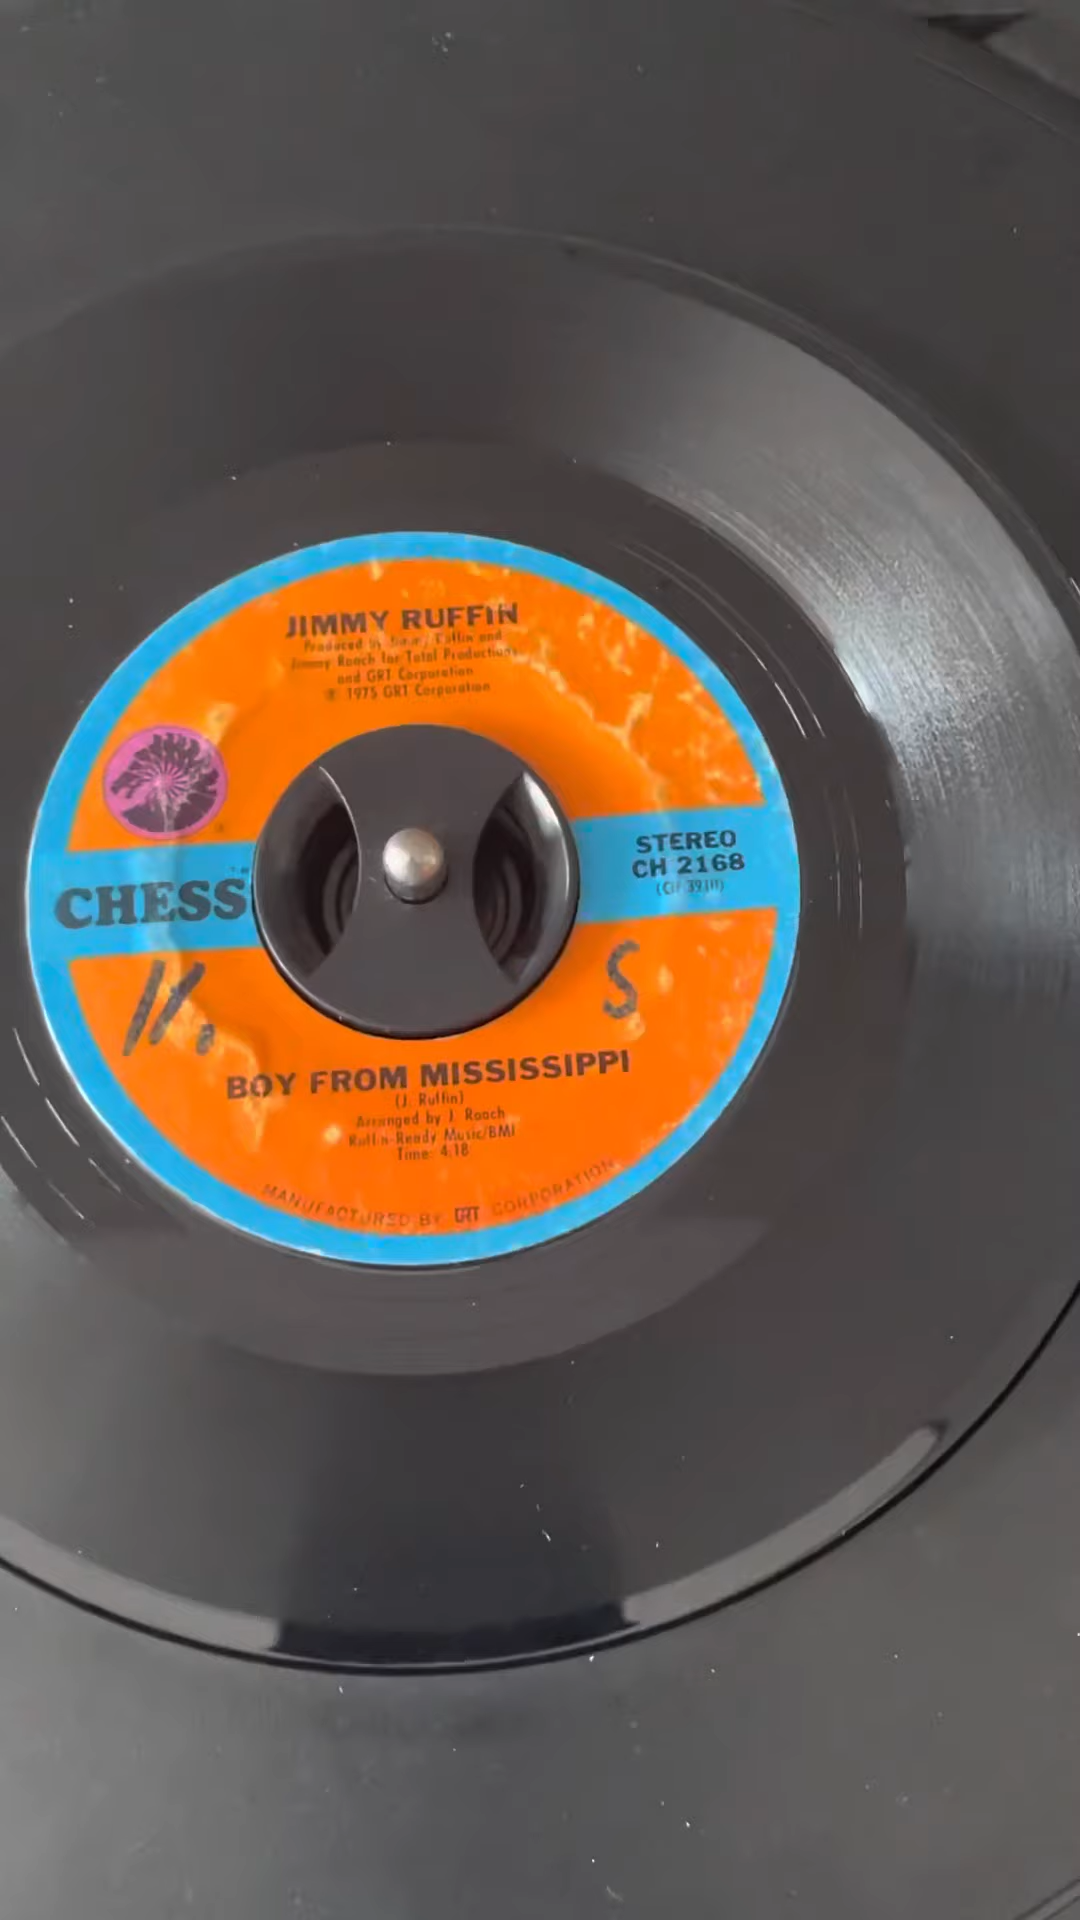 JIMMY RUFFIN
Produced by Jimmy Ruffin and
Jimmy Roach for Total Productions
and GRT Corporation
℗ 1975 GRT Corporation
CHESS
STEREO
CH 2168
S
BOY FROM MISSISSIPPI
(J. Ruffin)
Arranged by J. Roach
Ruffin-Ready Music/BMI
Time: 4:18
MANUFACTURED BY GRT CORPORATION